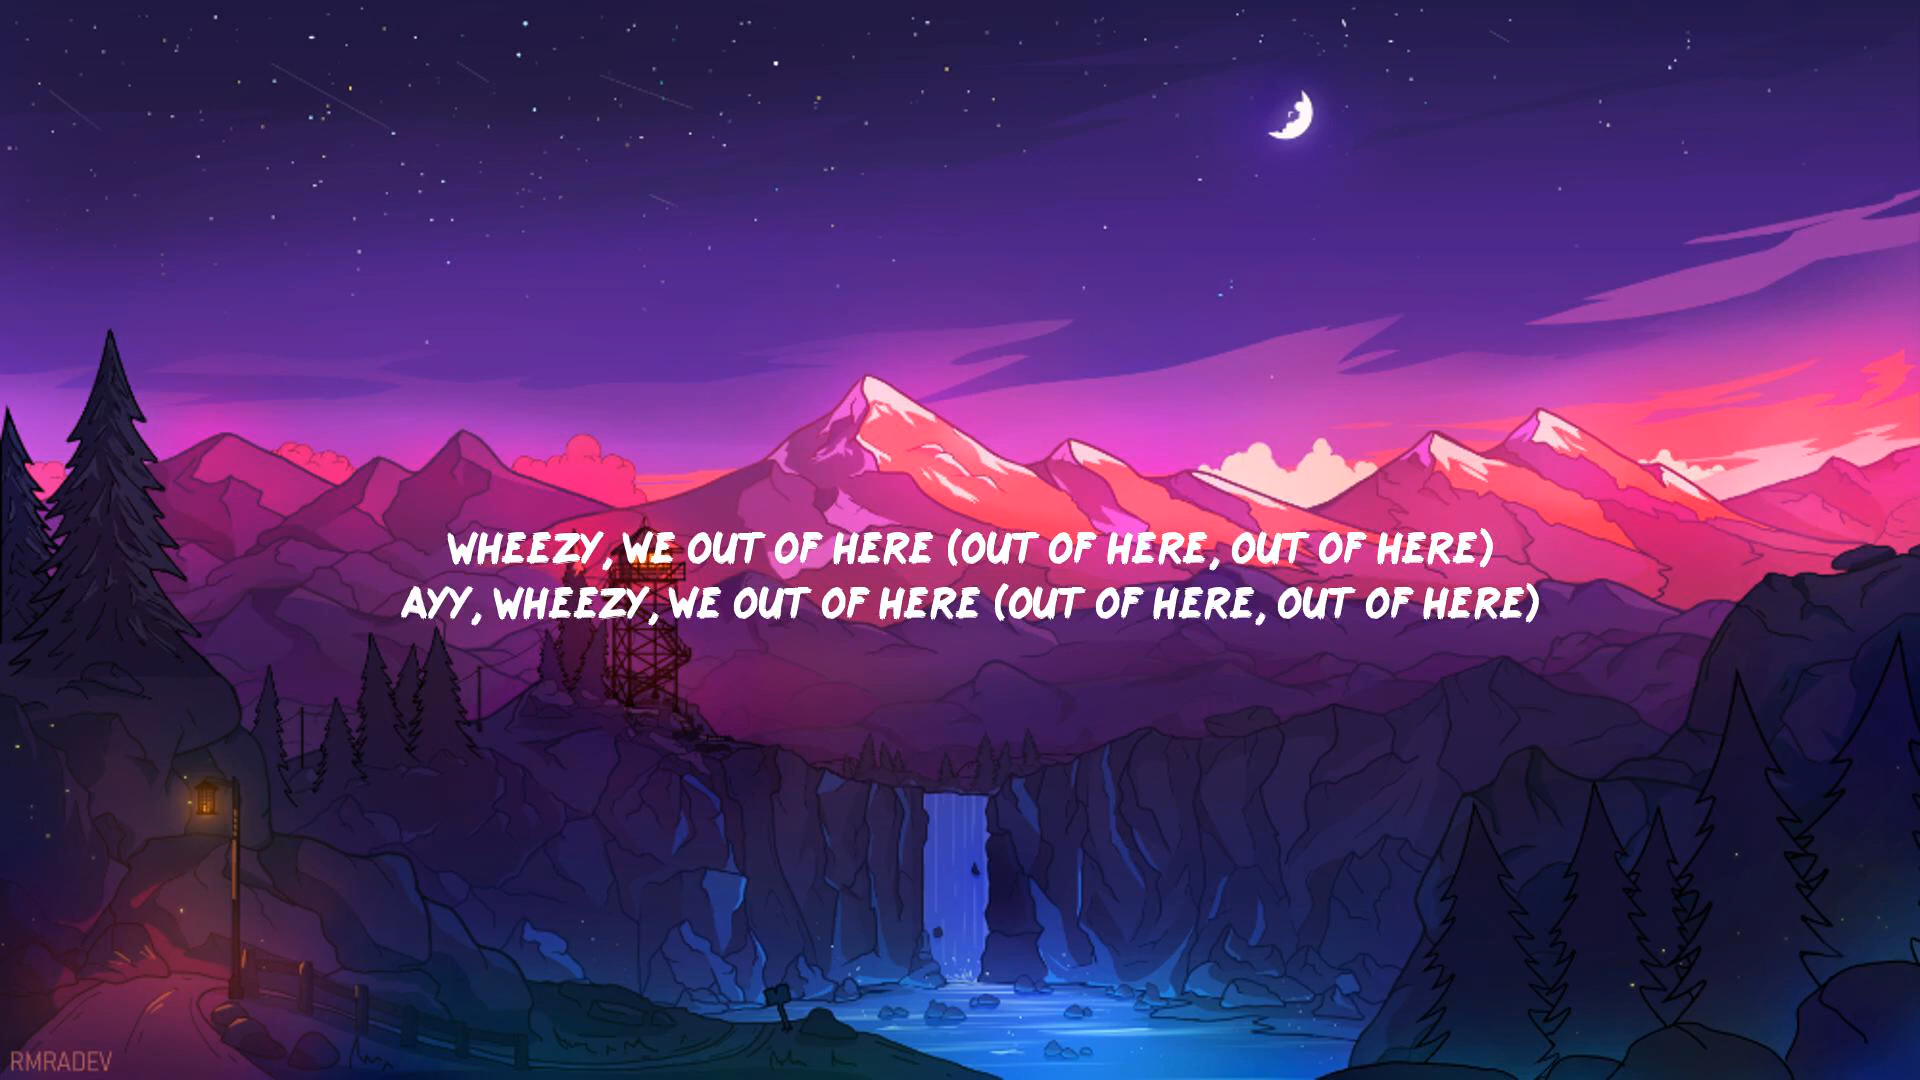 WHEEZY, WE OUT OF HERE (OUT OF HERE, OUT OF HERE)
AYY, WHEEZY, WE OUT OF HERE (OUT OF HERE, OUT OF HERE)
RMRADEV